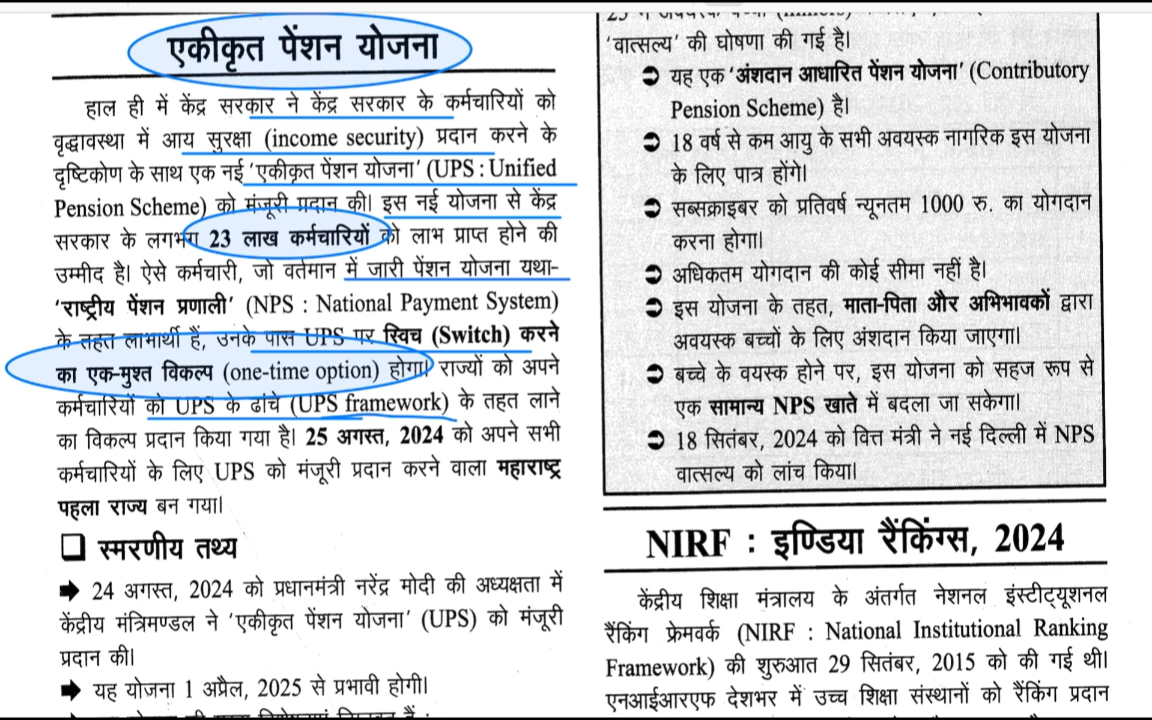 एकीकृत पेंशन योजना
हाल ही में केंद्र सरकार ने केंद्र सरकार के कर्मचारियों को
वृद्धावस्था में आय सुरक्षा (income security) प्रदान करने के
दृष्टिकोण के साथ एक नई 'एकीकृत पेंशन योजना' (UPS : Unified
Pension Scheme) को मंजूरी प्रदान की। इस नई योजना से केंद्र
सरकार के लगभग 23 लाख कर्मचारियों को लाभ प्राप्त होने की
उम्मीद है। ऐसे कर्मचारी, जो वर्तमान में जारी पेंशन योजना यथा-
'राष्ट्रीय पेंशन प्रणाली' (NPS : National Payment System)
के तहत लाभार्थी हैं, उनके पास UPS पर स्विच (Switch) करने
का एक-मुश्त विकल्प (one-time option) होगा। राज्यों को अपने
कर्मचारियों को UPS के ढांचे (UPS framework) के तहत लाने
का विकल्प प्रदान किया गया है। 25 अगस्त, 2024 को अपने सभी
कर्मचारियों के लिए UPS को मंजूरी प्रदान करने वाला महाराष्ट्र
पहला राज्य बन गया।
स्मरणीय तथ्य
24 अगस्त, 2024 को प्रधानमंत्री नरेंद्र मोदी की अध्यक्षता में
केंद्रीय मंत्रिमण्डल ने 'एकीकृत पेंशन योजना' (UPS) को मंजूरी
प्रदान की।
यह योजना 1 अप्रैल, 2025 से प्रभावी होगी।
'वात्सल्य' की घोषणा की गई है।
यह एक 'अंशदान आधारित पेंशन योजना' (Contributory
Pension Scheme) है।
18 वर्ष से कम आयु के सभी अवयस्क नागरिक इस योजना
के लिए पात्र होंगे।
सब्सक्राइबर को प्रतिवर्ष न्यूनतम 1000 रु. का योगदान
करना होगा।
अधिकतम योगदान की कोई सीमा नहीं है।
इस योजना के तहत, माता-पिता और अभिभावकों द्वारा
अवयस्क बच्चों के लिए अंशदान किया जाएगा।
बच्चे के वयस्क होने पर, इस योजना को सहज रूप से
एक सामान्य NPS खाते में बदला जा सकेगा।
18 सितंबर, 2024 को वित्त मंत्री ने नई दिल्ली में NPS
वात्सल्य को लांच किया।
NIRF : इण्डिया रैंकिंग्स, 2024
केंद्रीय शिक्षा मंत्रालय के अंतर्गत नेशनल इंस्टीट्यूशनल
रैंकिंग फ्रेमवर्क (NIRF : National Institutional Ranking
Framework) की शुरुआत 29 सितंबर, 2015 को की गई थी।
एनआईआरएफ देशभर में उच्च शिक्षा संस्थानों को रैंकिंग प्रदान